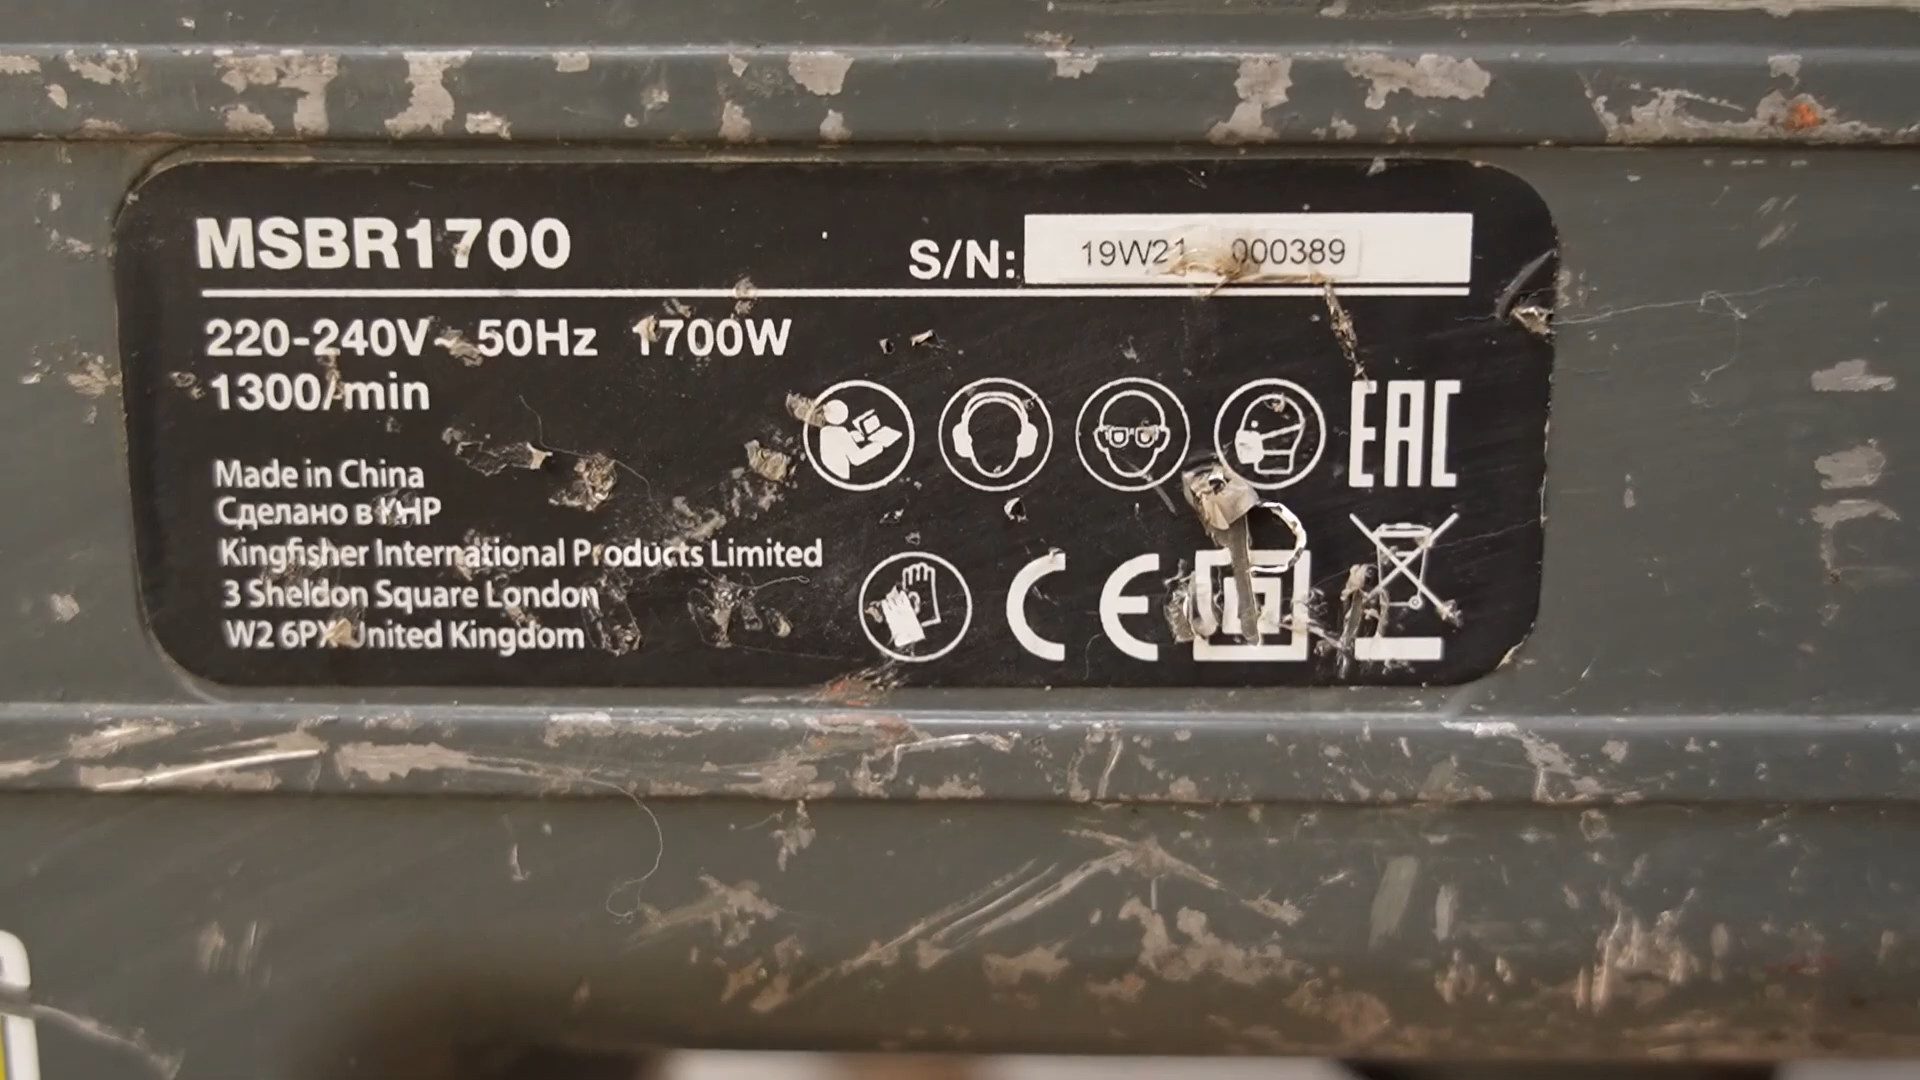 MSBR1700
S/N: 19W21 000389
220-240V~ 50Hz 1700W
1300/min
Made in China
Сделано в КНР
Kingfisher International Products Limited
3 Sheldon Square London
W2 6PX United Kingdom
EAC
CE